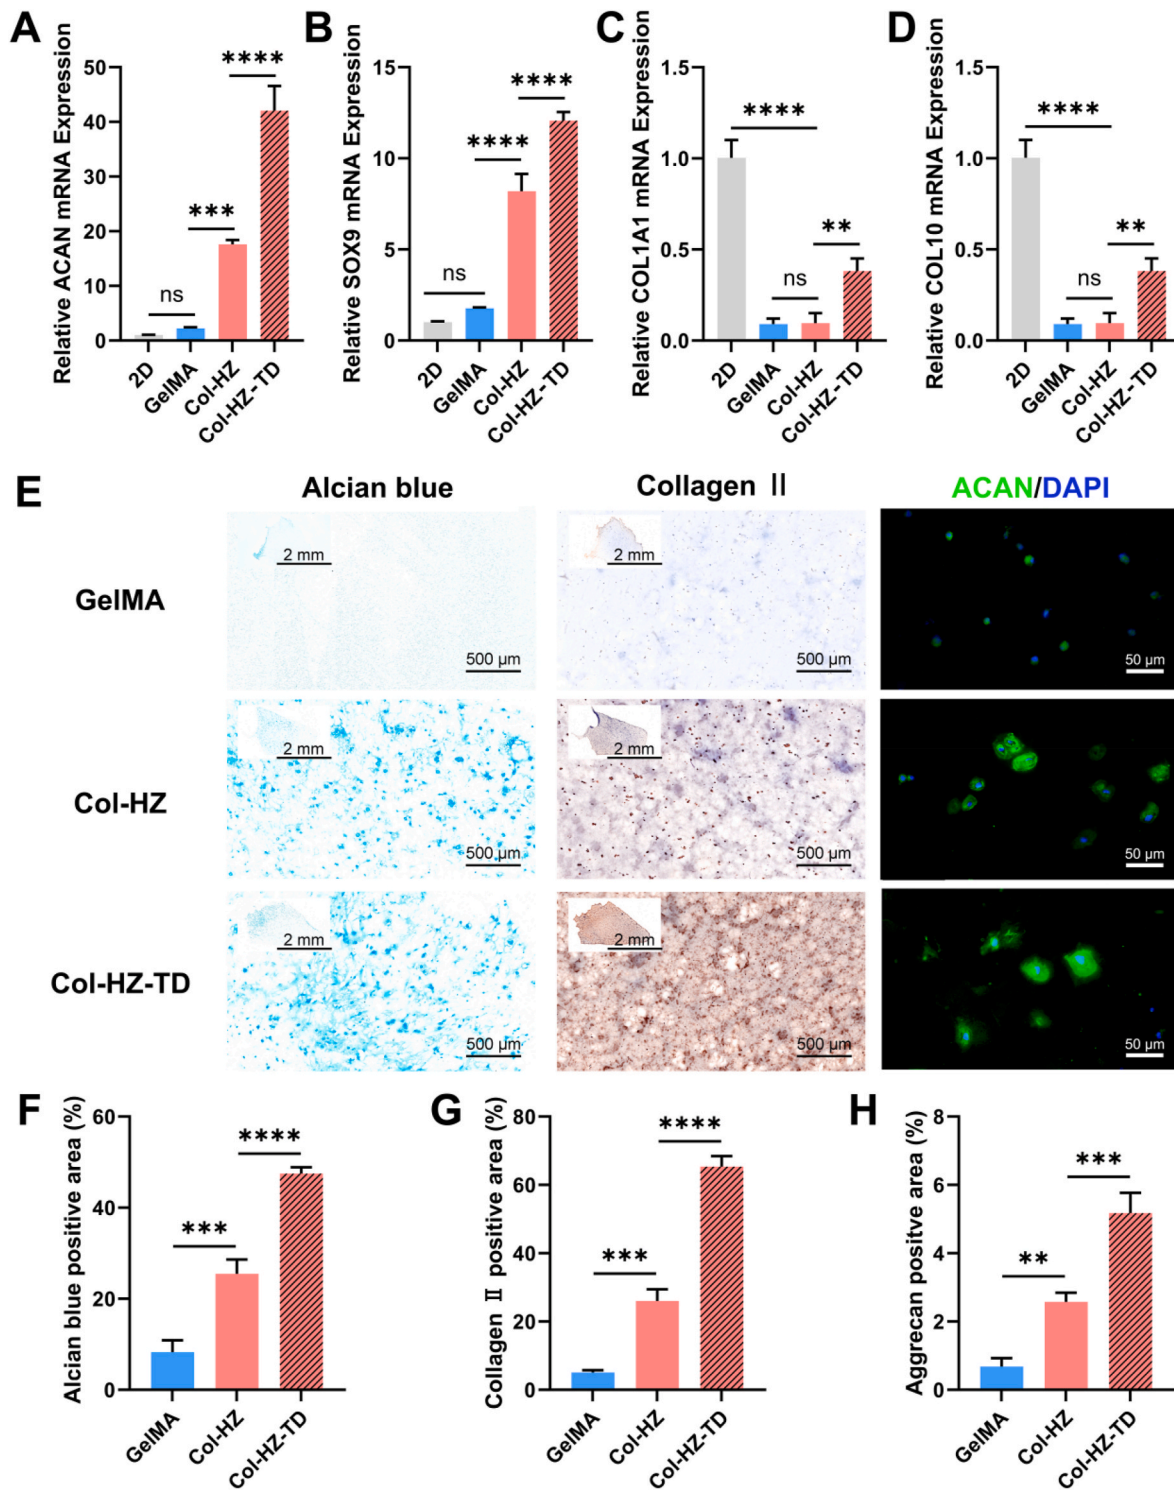 A
Relative ACAN mRNA Expression
50
40
30
20
10
0
ns
***
****
2D
GelMA
Col-HZ
Col-HZ-TD
B
Relative SOX9 mRNA Expression
15
10
5
0
ns
****
****
2D
GelMA
Col-HZ
Col-HZ-TD
C
Relative COL1A1 mRNA Expression
1.5
1.0
0.5
0.0
****
ns
**
2D
GelMA
Col-HZ
Col-HZ-TD
D
Relative COL10 mRNA Expression
1.5
1.0
0.5
0.0
****
ns
**
2D
GelMA
Col-HZ
Col-HZ-TD
E
Alcian blue
Collagen Ⅱ
ACAN/DAPI
GelMA
2 mm
500 μm
2 mm
500 μm
50 μm
Col-HZ
2 mm
500 μm
2 mm
500 μm
50 μm
Col-HZ-TD
2 mm
500 μm
2 mm
500 μm
50 μm
F
Alcian blue positive area (%)
60
40
20
0
***
****
GelMA
Col-HZ
Col-HZ-TD
G
Collagen Ⅱ positive area (%)
80
60
40
20
0
***
****
GelMA
Col-HZ
Col-HZ-TD
H
Aggrecan positive area (%)
8
6
4
2
0
**
***
GelMA
Col-HZ
Col-HZ-TD